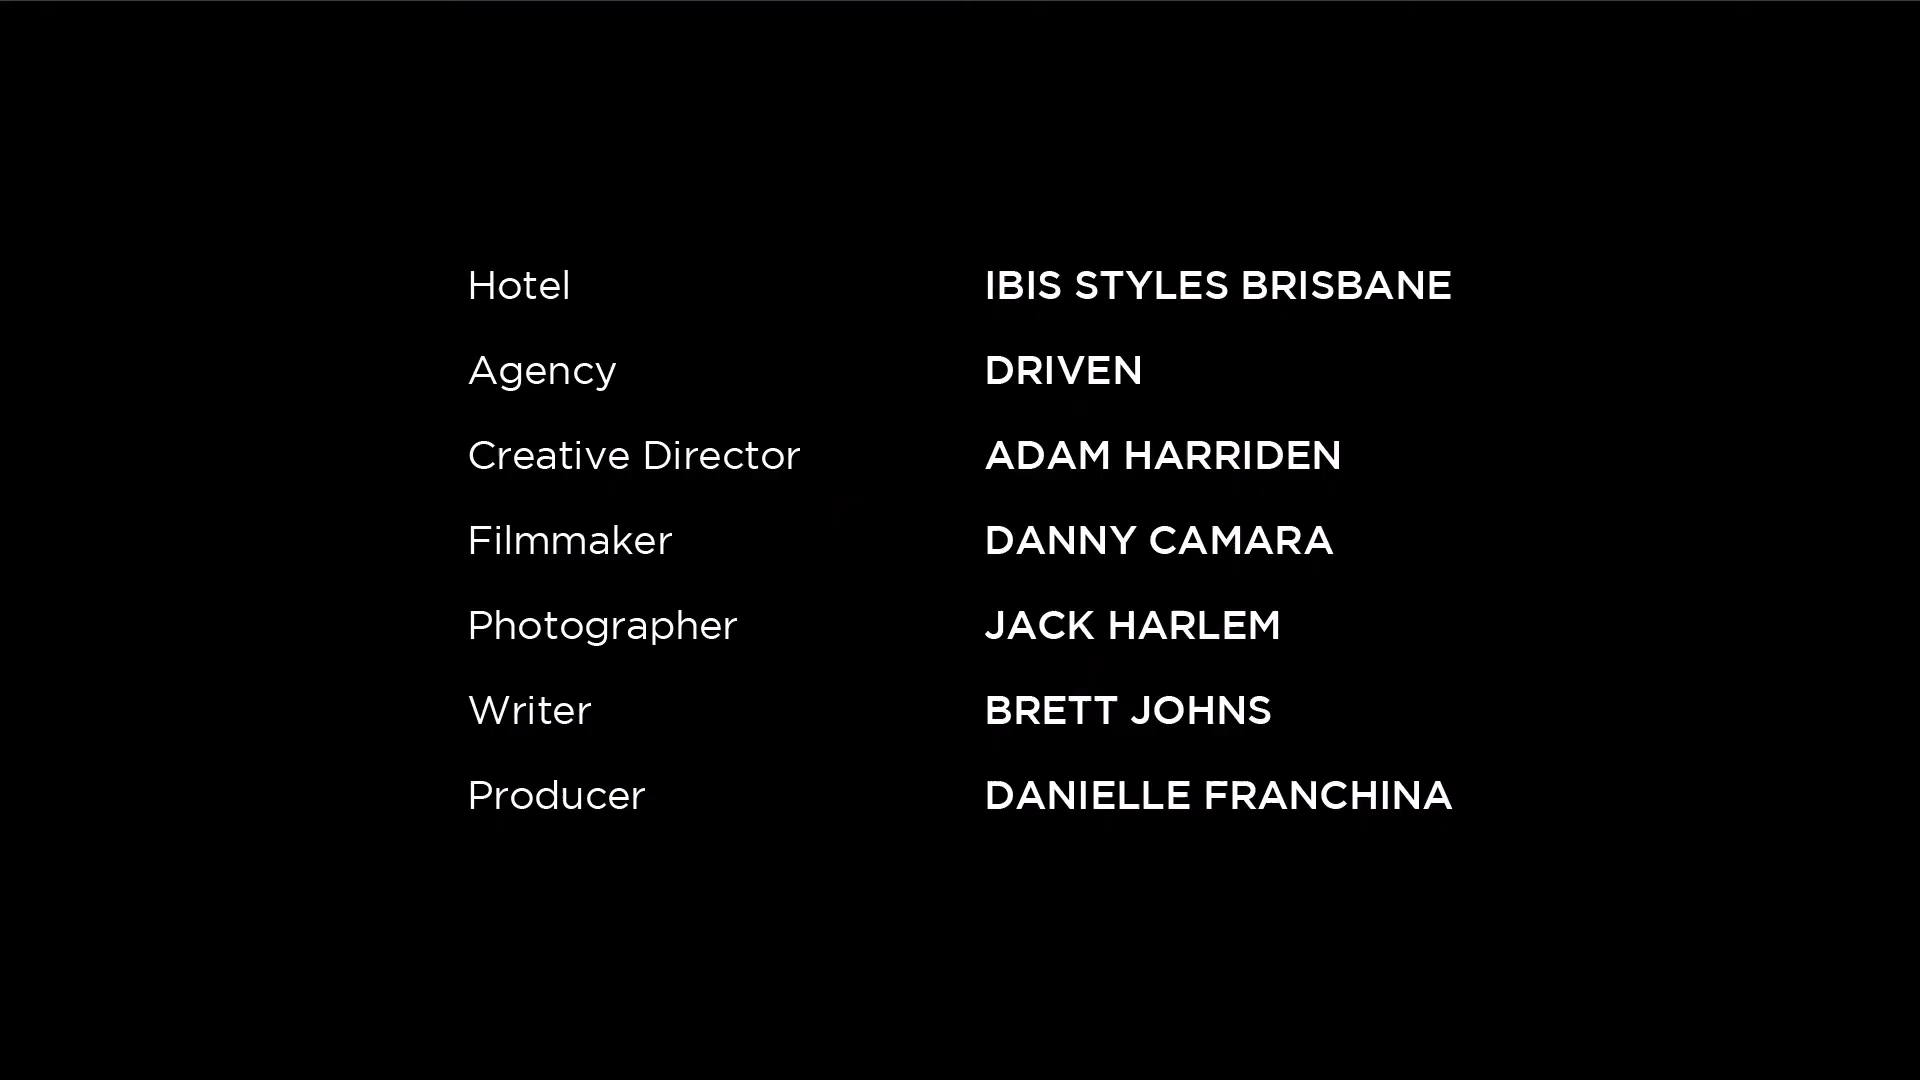 Hotel IBIS STYLES BRISBANE
Agency DRIVEN
Creative Director ADAM HARRIDEN
Filmmaker DANNY CAMARA
Photographer JACK HARLEM
Writer BRETT JOHNS
Producer DANIELLE FRANCHINA